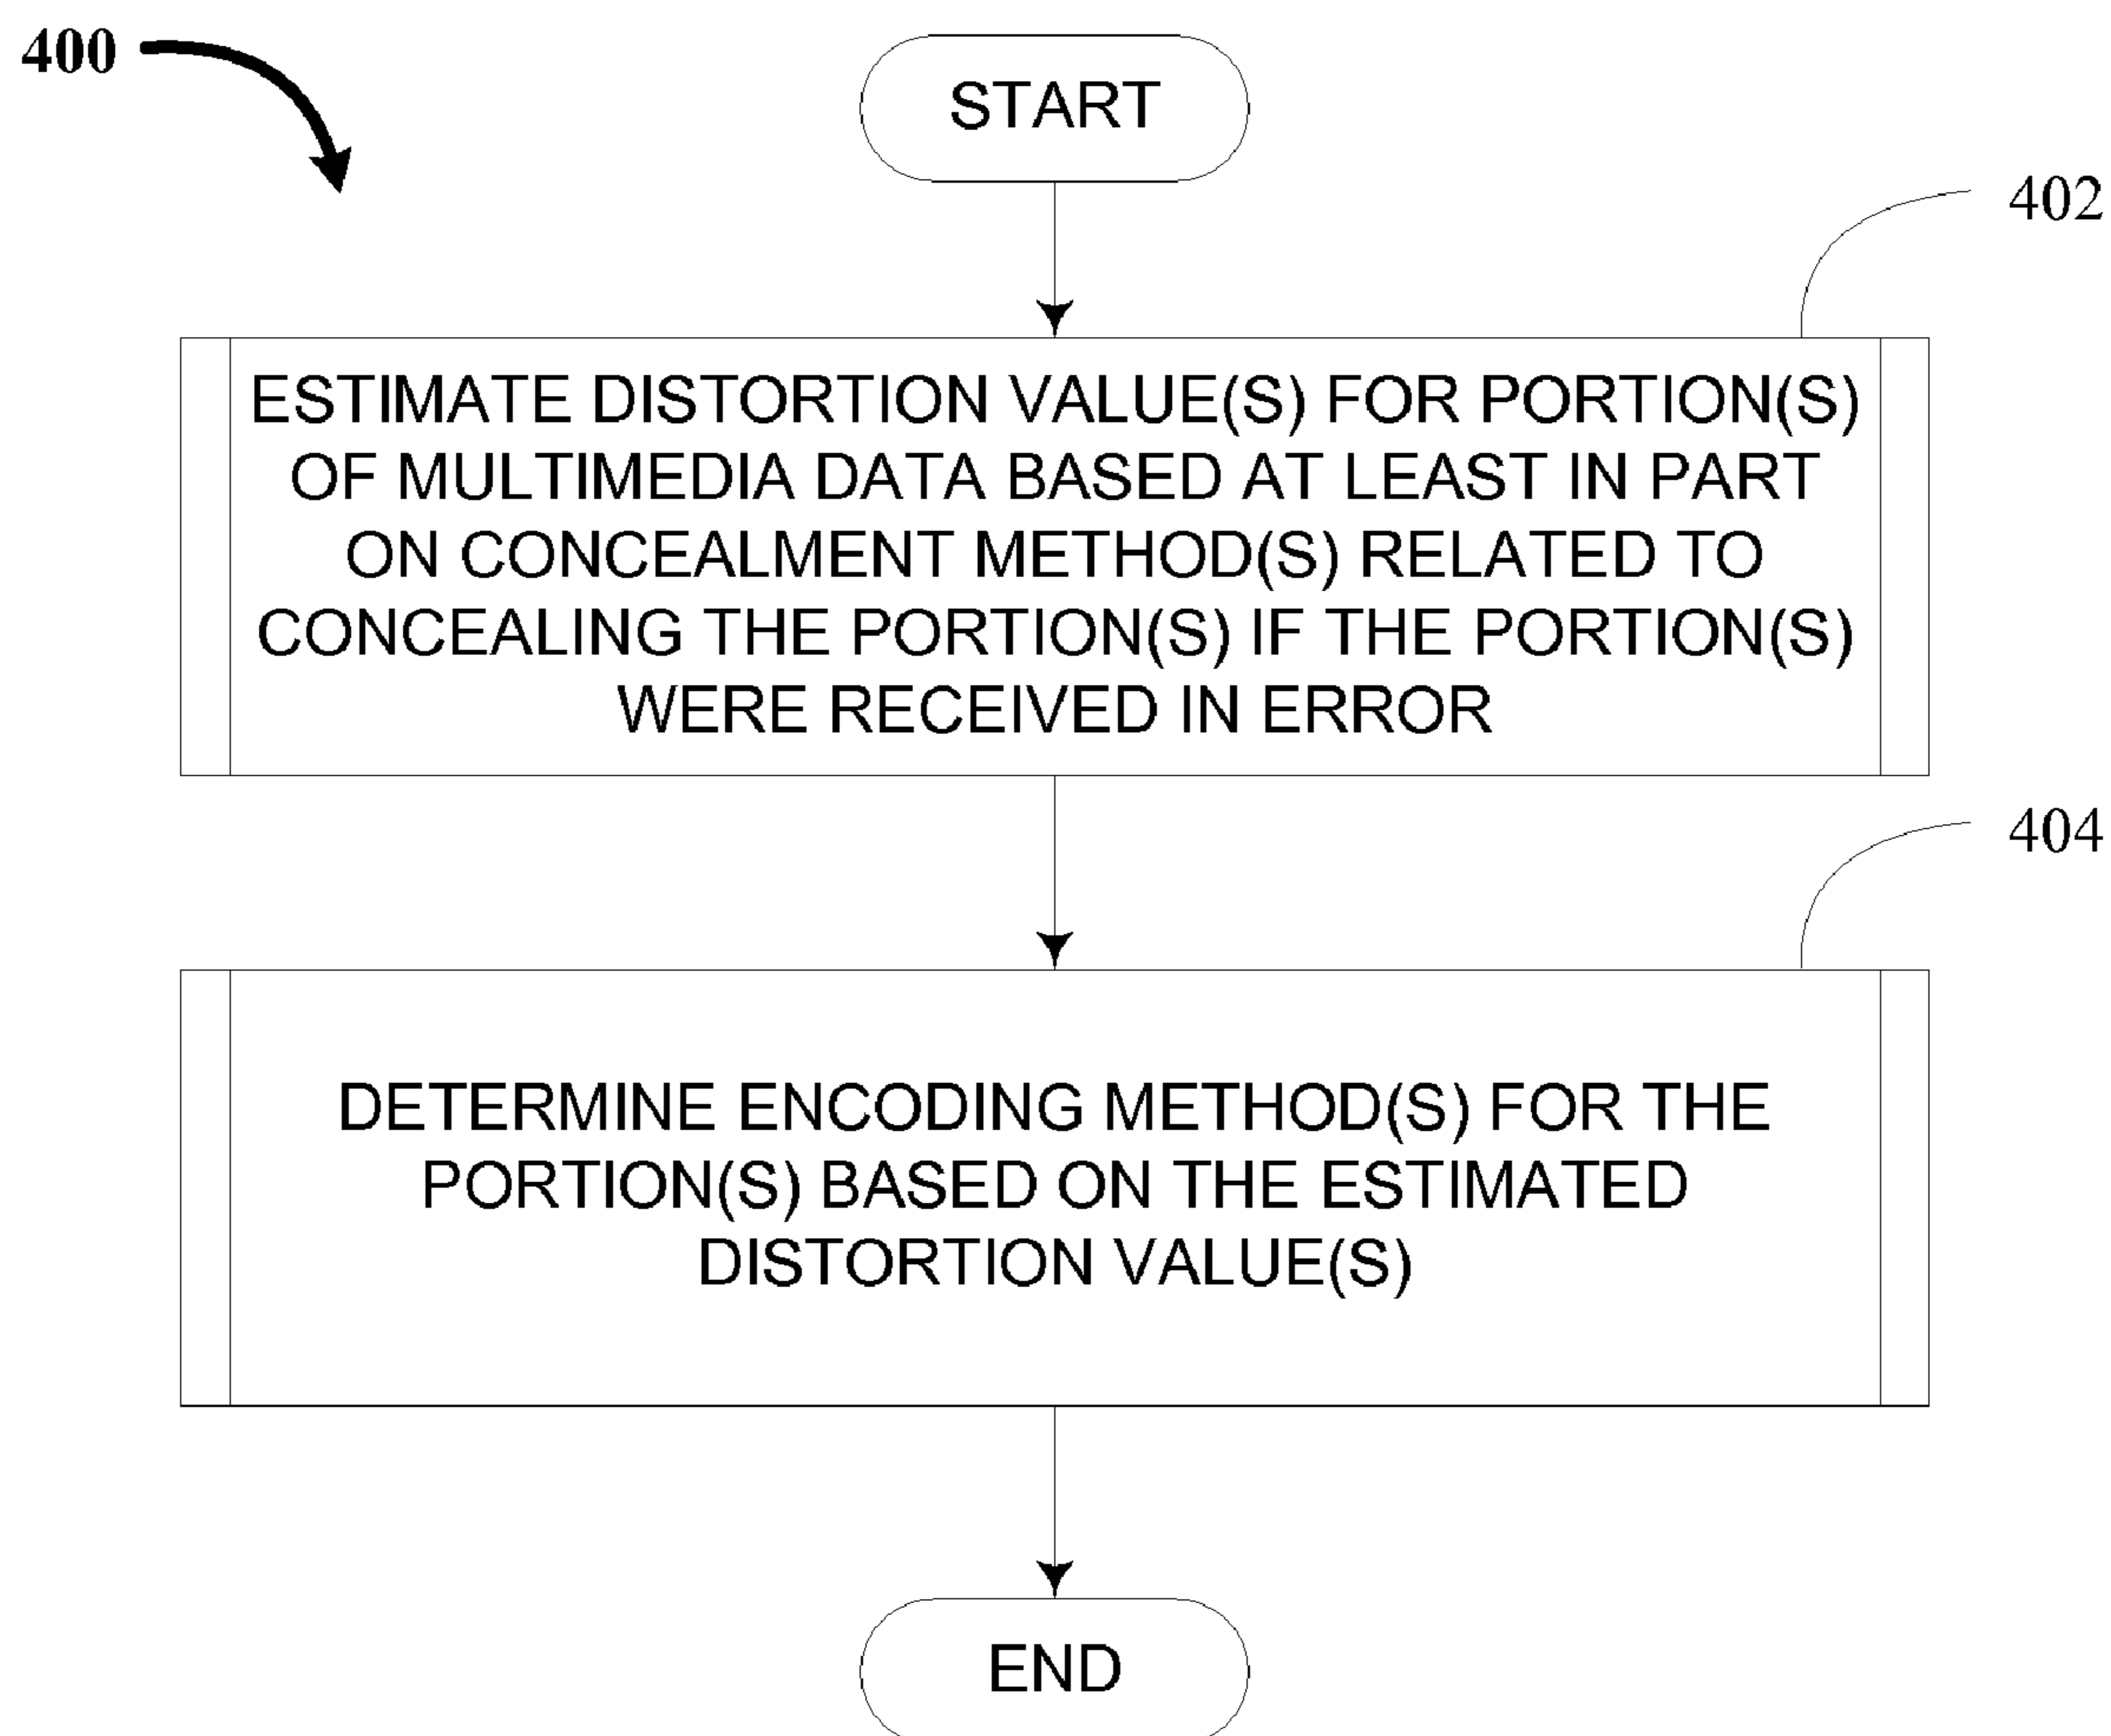 400
START
402
ESTIMATE DISTORTION VALUE(S) FOR PORTION(S)
OF MULTIMEDIA DATA BASED AT LEAST IN PART
ON CONCEALMENT METHOD(S) RELATED TO
CONCEALING THE PORTION(S) IF THE PORTION(S)
WERE RECEIVED IN ERROR
404
DETERMINE ENCODING METHOD(S) FOR THE
PORTION(S) BASED ON THE ESTIMATED
DISTORTION VALUE(S)
END